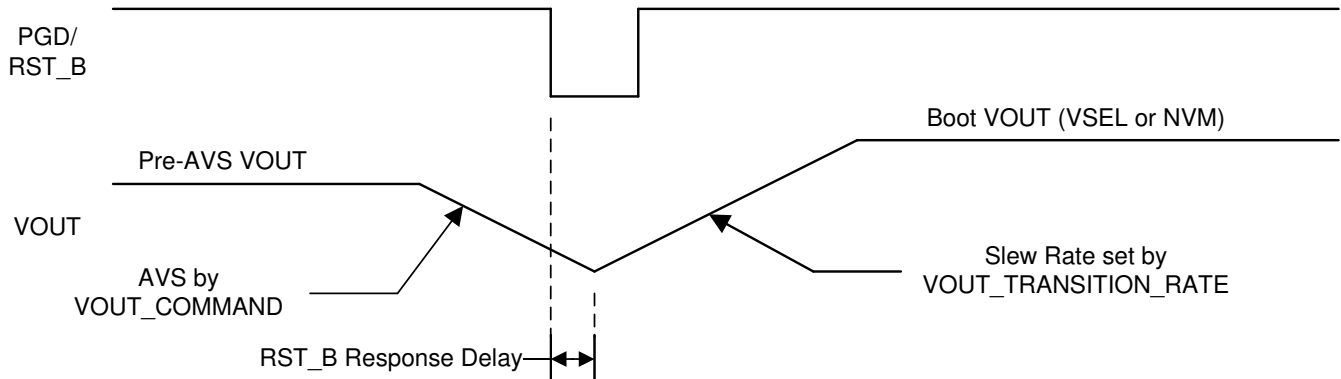 PGD/
RST_B
Boot VOUT (VSEL or NVM)
Pre-AVS VOUT
VOUT
AVS by
VOUT_COMMAND
Slew Rate set by
VOUT_TRANSITION_RATE
RST_B Response Delay